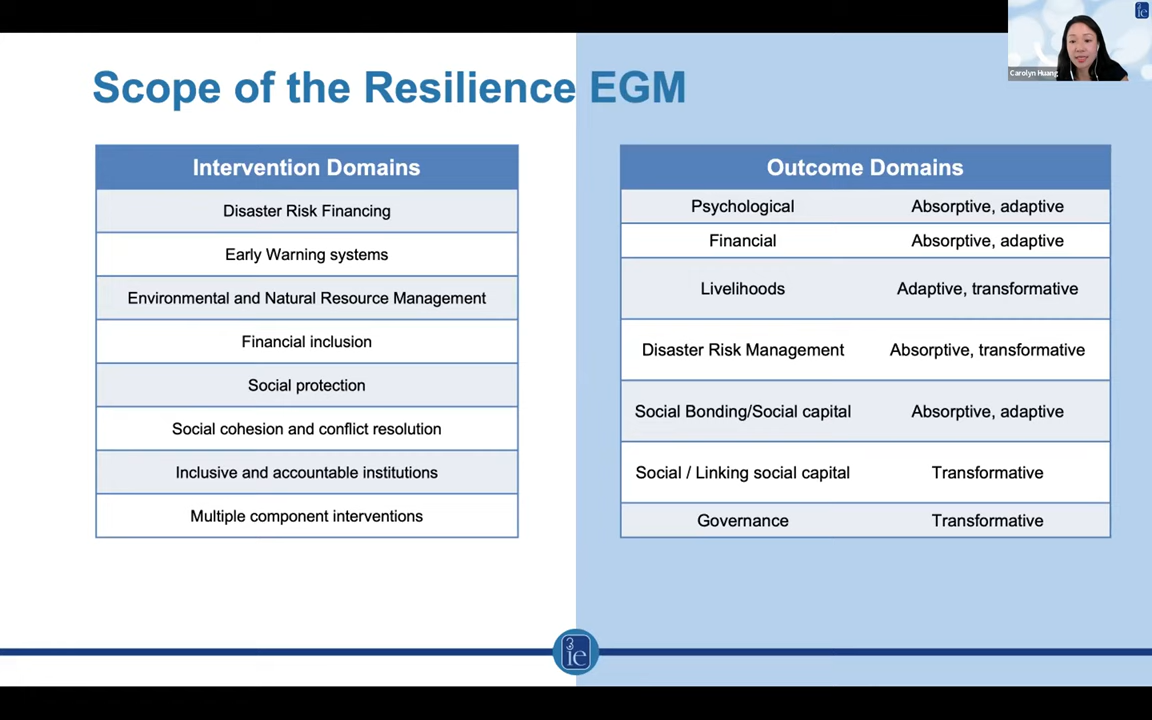 Scope of the Resilience EGM
Carolyn Huang
3ie
Intervention Domains
Disaster Risk Financing
Early Warning systems
Environmental and Natural Resource Management
Financial inclusion
Social protection
Social cohesion and conflict resolution
Inclusive and accountable institutions
Multiple component interventions
Outcome Domains
Psychological Absorptive, adaptive
Financial Absorptive, adaptive
Livelihoods Adaptive, transformative
Disaster Risk Management Absorptive, transformative
Social Bonding/Social capital Absorptive, adaptive
Social / Linking social capital Transformative
Governance Transformative
3ie